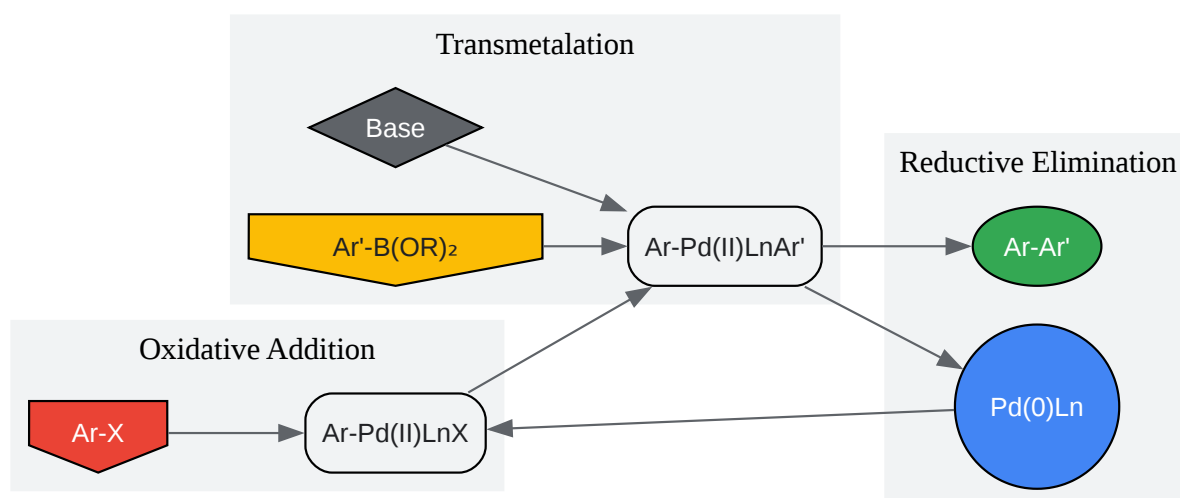 Transmetalation
Base
Ar'-B(OR)₂
Ar-Pd(II)LnAr'
Reductive Elimination
Ar-Ar'
Pd(0)Ln
Oxidative Addition
Ar-X
Ar-Pd(II)LnX